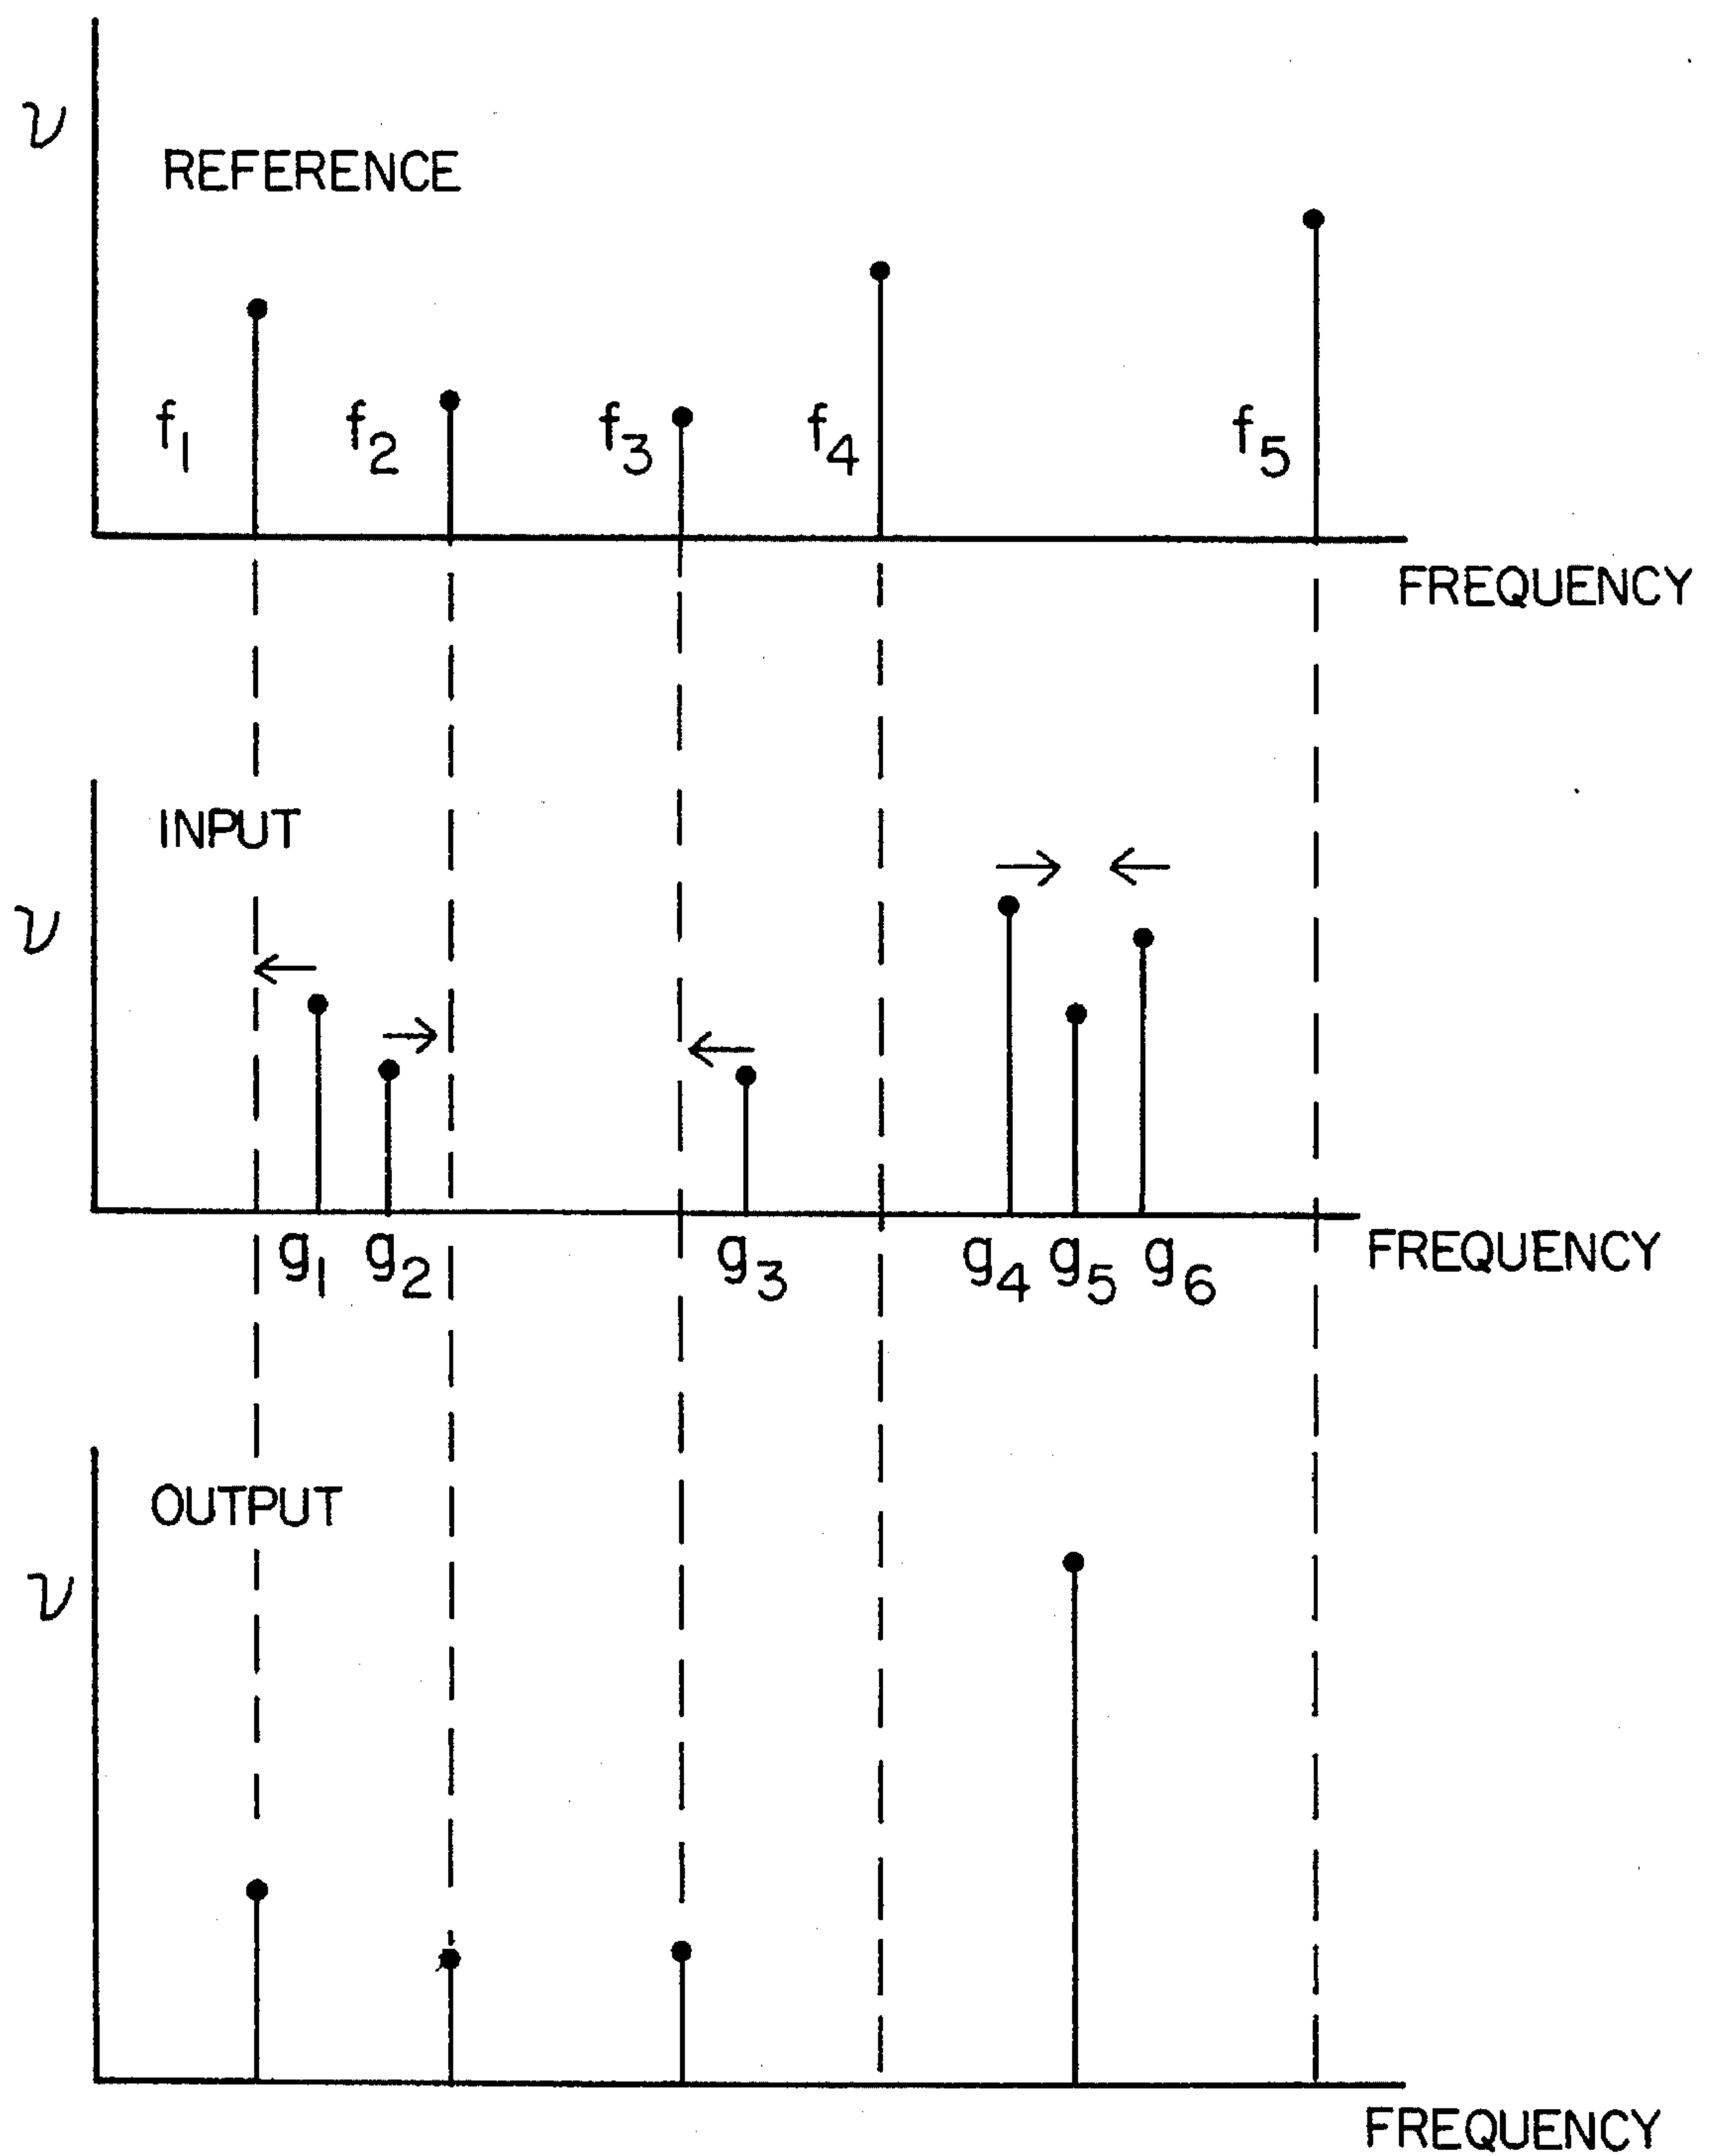 ν
REFERENCE
f1 f2 f3 f4 f5
FREQUENCY
INPUT
ν
g1 g2 g3 g4 g5 g6
FREQUENCY
OUTPUT
ν
FREQUENCY